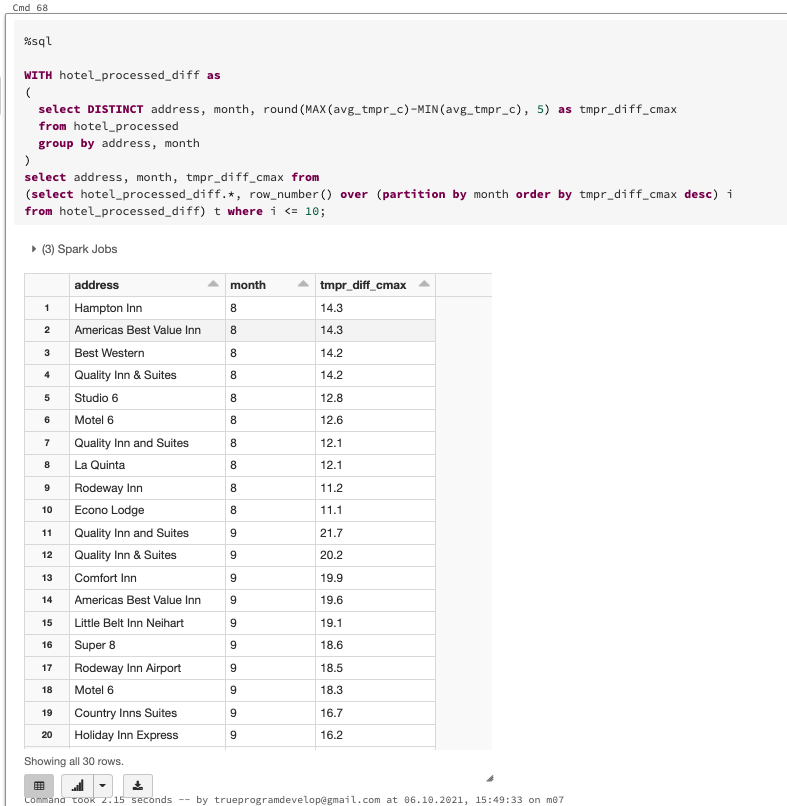 Cmd 68
%sql
WITH hotel_processed_diff as
(
select DISTINCT address, month, round(MAX(avg_tmpr_c)-MIN(avg_tmpr_c), 5) as tmpr_diff_cmax
from hotel_processed
group by address, month
)
select address, month, tmpr_diff_cmax from
(select hotel_processed_diff.*, row_number() over (partition by month order by tmpr_diff_cmax desc) i
from hotel_processed_diff) t where i <= 10;
(3) Spark Jobs
address month tmpr_diff_cmax
1 Hampton Inn 8 14.3
2 Americas Best Value Inn 8 14.3
3 Best Western 8 14.2
4 Quality Inn & Suites 8 14.2
5 Studio 6 8 12.8
6 Motel 6 8 12.6
7 Quality Inn and Suites 8 12.1
8 La Quinta 8 12.1
9 Rodeway Inn 8 11.2
10 Econo Lodge 8 11.1
11 Quality Inn and Suites 9 21.7
12 Quality Inn & Suites 9 20.2
13 Comfort Inn 9 19.9
14 Americas Best Value Inn 9 19.6
15 Little Belt Inn Neihart 9 19.1
16 Super 8 9 18.6
17 Rodeway Inn Airport 9 18.5
18 Motel 6 9 18.3
19 Country Inns Suites 9 16.7
20 Holiday Inn Express 9 16.2
Showing all 30 rows.
Command took 2.15 seconds -- by trueprogramdevelop@gmail.com at 06.10.2021, 15:49:33 on m07